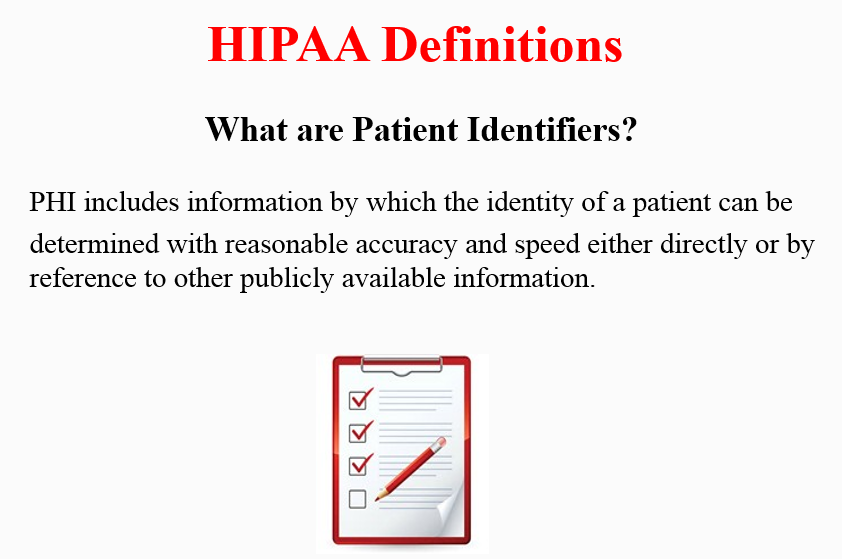 HIPAA Definitions
What are Patient Identifiers?
PHI includes information by which the identity of a patient can be
determined with reasonable accuracy and speed either directly or by
reference to other publicly available information.